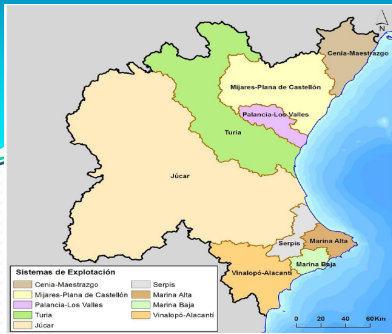 N
Cenia-Maestrazgo
Mijares-Plana de Castellón
Palancia-Los Valles
Turia
Júcar
Serpis
Marina Alta
Marina Baja
Vinalopó-Alacantí
Sistemas de Explotación
Cenia-Maestrazgo
Mijares-Plana de Castellón
Palancia-Los Valles
Turia
Júcar
Serpis
Marina Alta
Marina Baja
Vinalopó-Alacantí
0 20 40 60 Km